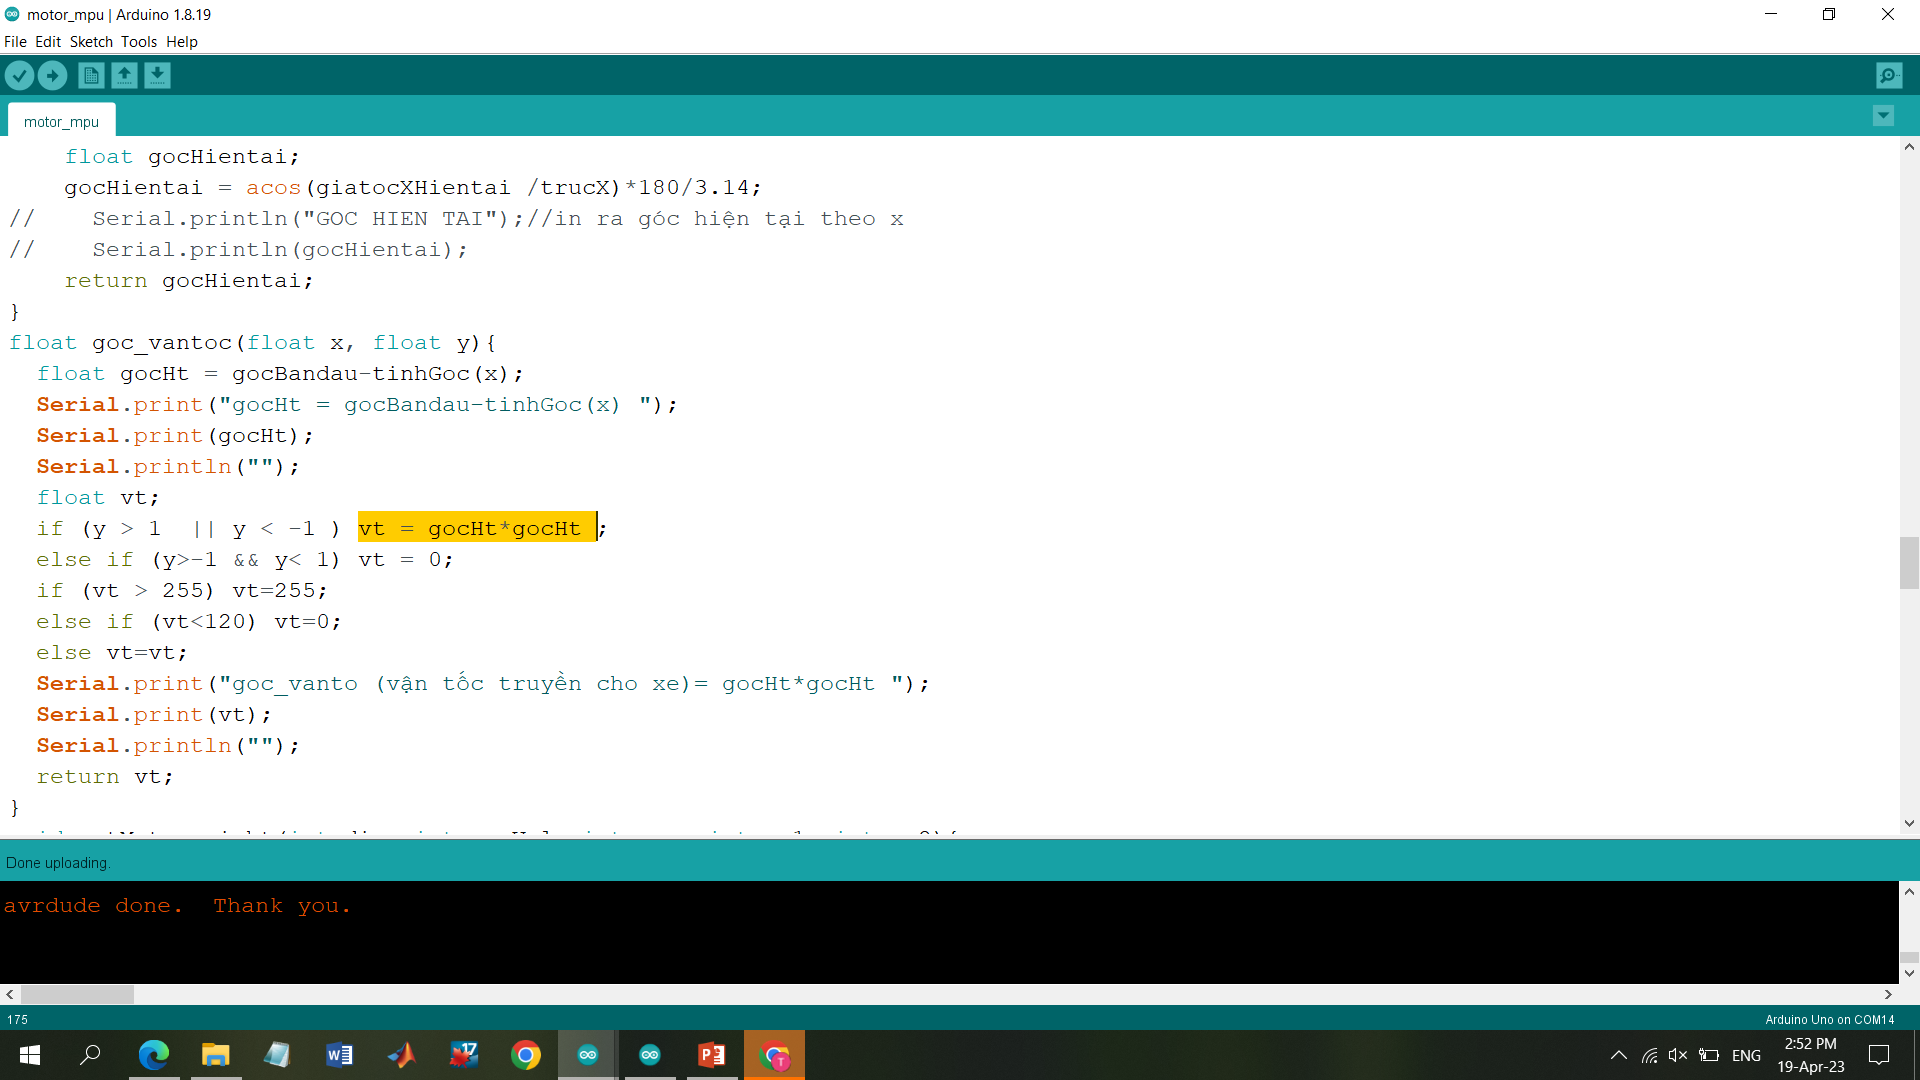 motor_mpu | Arduino 1.8.19
File Edit Sketch Tools Help
motor_mpu
float gocHientai;
gocHientai = acos(giatocXHientai /trucX)*180/3.14;
//    Serial.println("GOC HIEN TAI");//in ra góc hiện tại theo x
//    Serial.println(gocHientai);
return gocHientai;
}
float goc_vantoc(float x, float y){
float gocHt = gocBandau-tinhGoc(x);
Serial.print("gocHt = gocBandau-tinhGoc(x) ");
Serial.print(gocHt);
Serial.println("");
float vt;
if (y > 1  || y < -1 ) vt = gocHt*gocHt ;
else if (y>-1 && y< 1) vt = 0;
if (vt > 255) vt=255;
else if (vt<120) vt=0;
else vt=vt;
Serial.print("goc_vanto (vận tốc truyền cho xe)= gocHt*gocHt ");
Serial.print(vt);
Serial.println("");
return vt;
}
Done uploading.
avrdude done.  Thank you.
175
Arduino Uno on COM14
17
T
ENG
2:52 PM
19-Apr-23